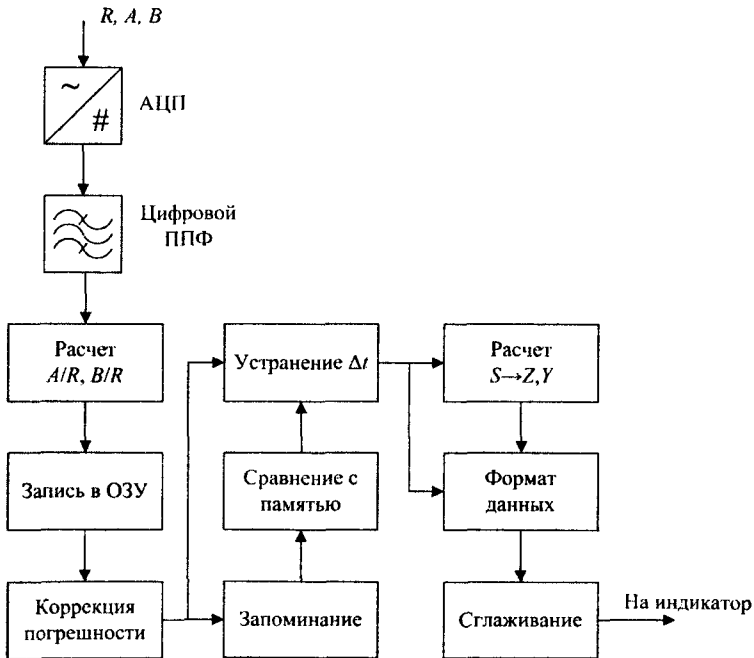 R, A, B
~
#
АЦП
Цифровой
ППФ
Расчет
A/R, B/R
Запись в ОЗУ
Коррекция
погрешности
Устранение Δt
Сравнение с
памятью
Запоминание
Расчет
S→Z,Y
Формат
данных
Сглаживание
На индикатор